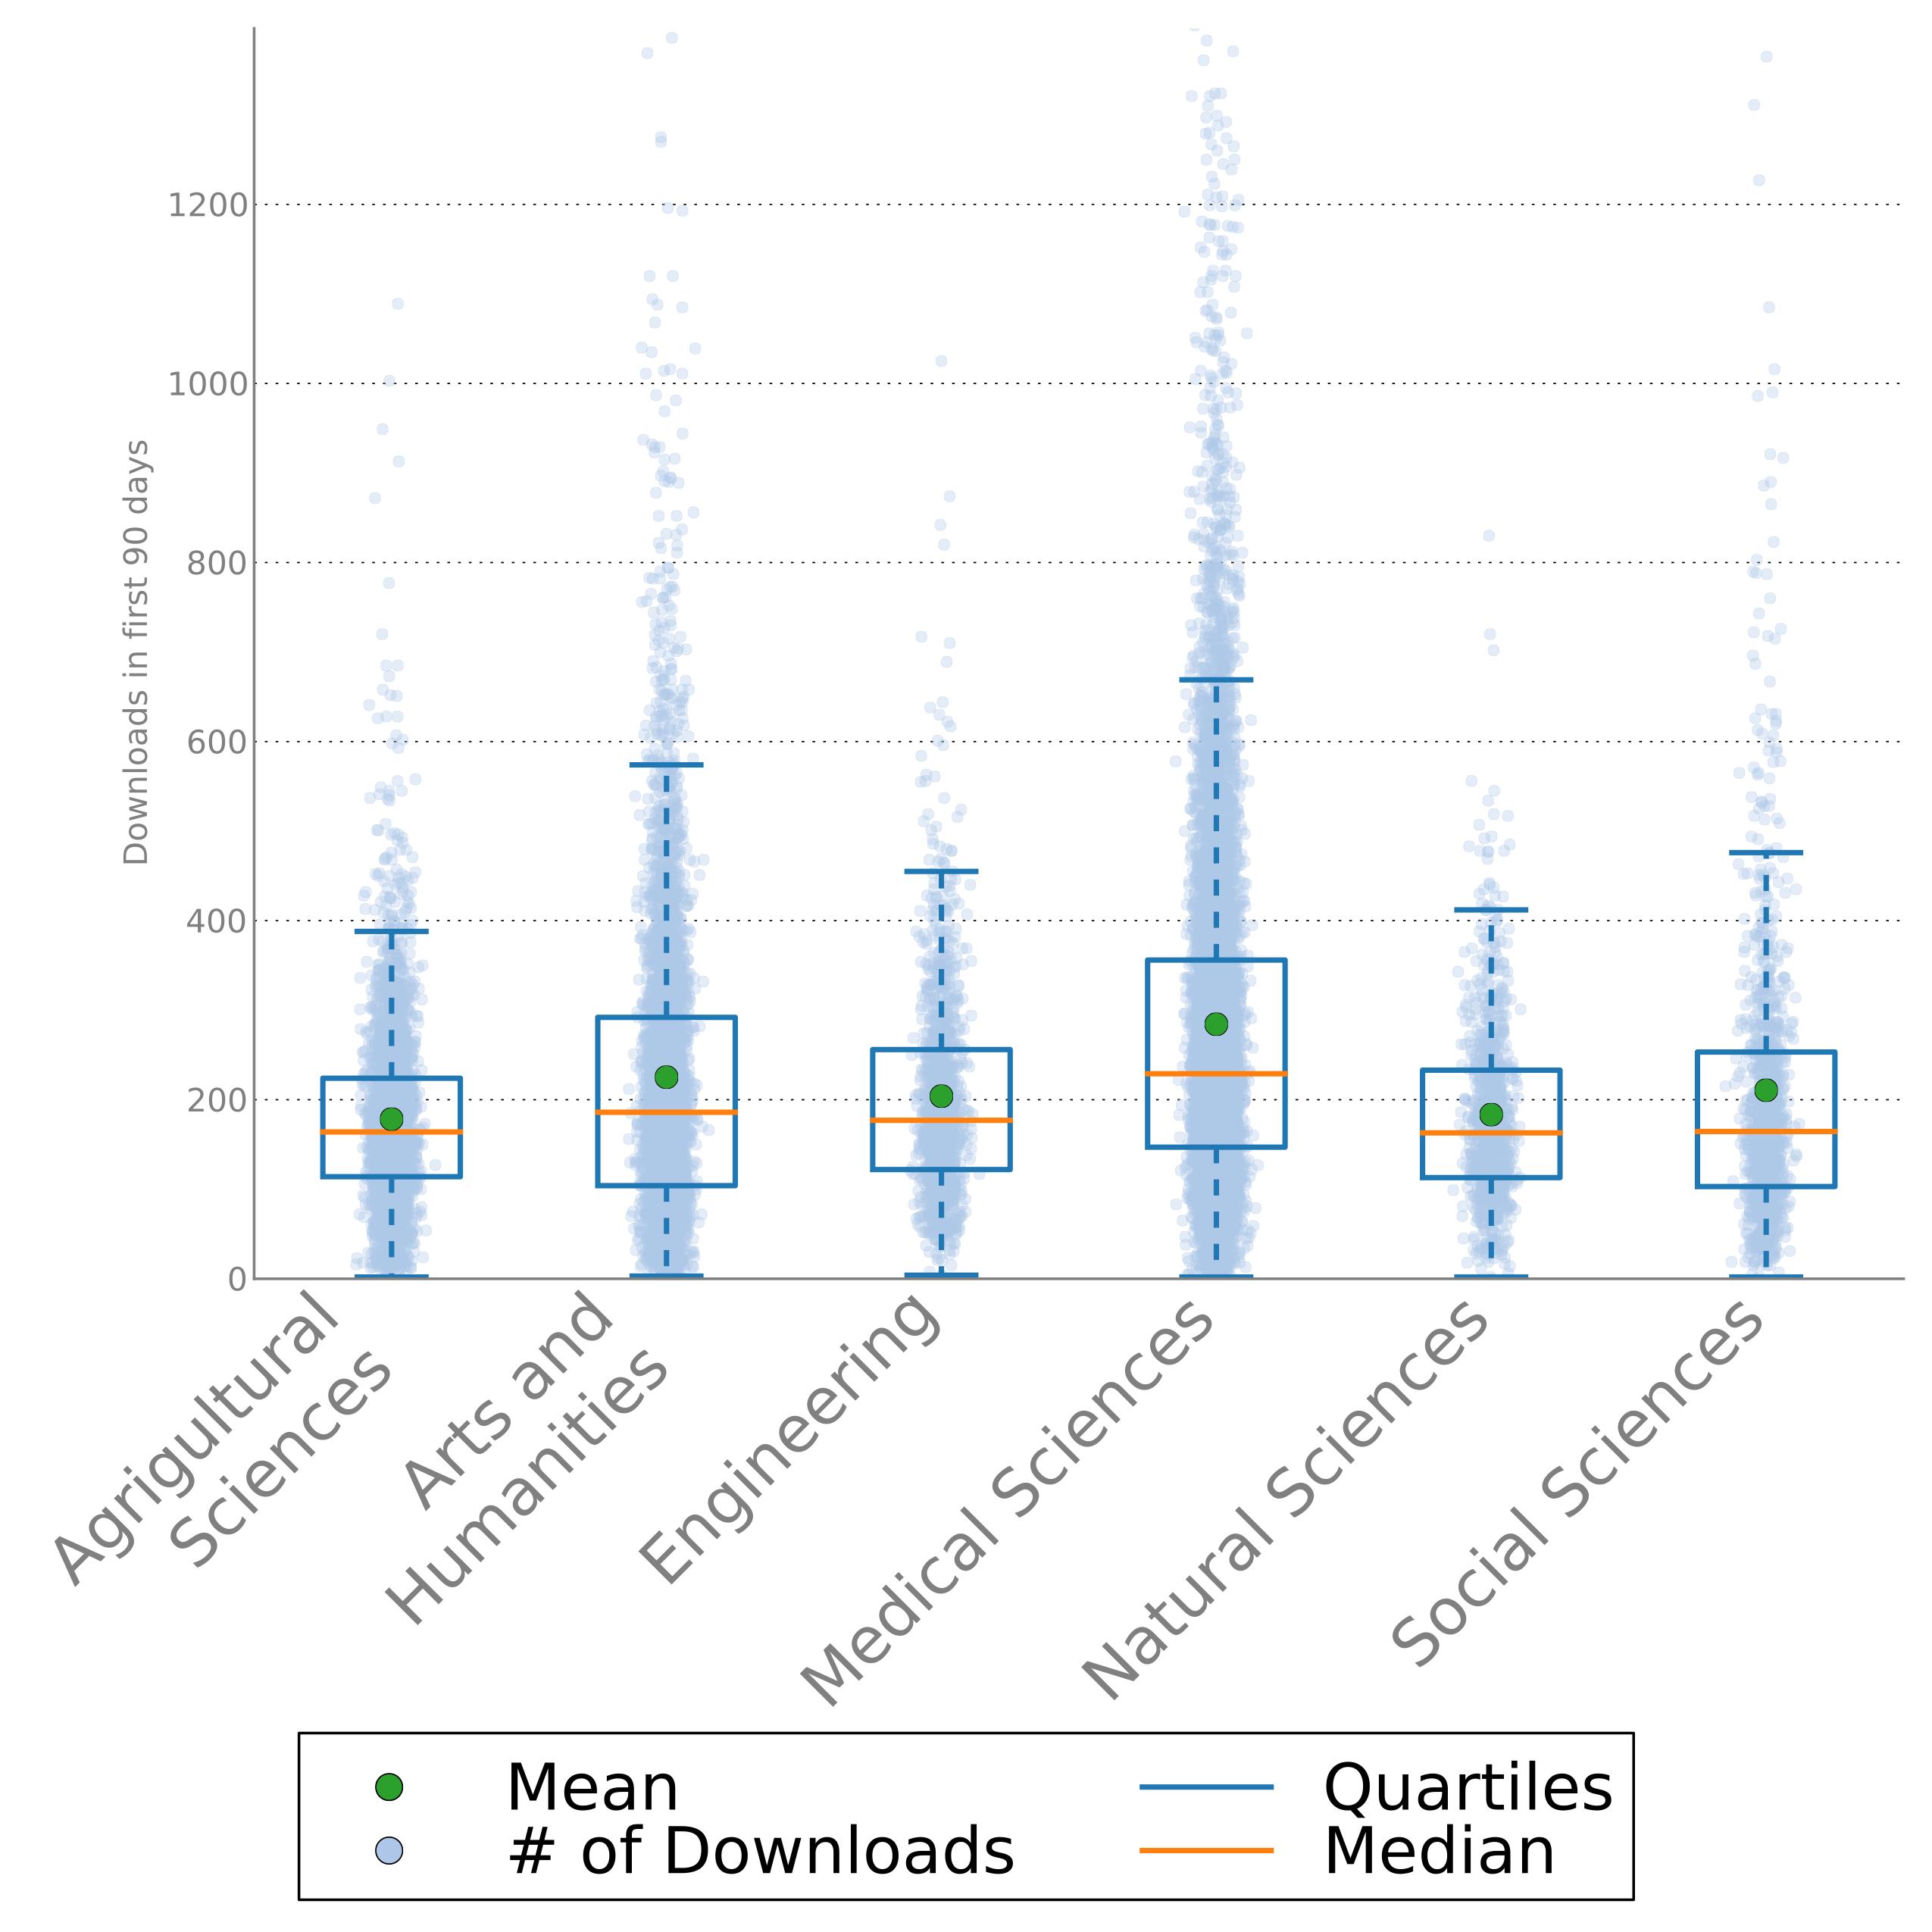 1200
1000
800
600
400
200
0
Downloads in first 90 days
Agrigultural
Sciences
Arts and
Humanities
Engineering
Medical Sciences
Natural Sciences
Social Sciences
Mean
# of Downloads
Quartiles
Median